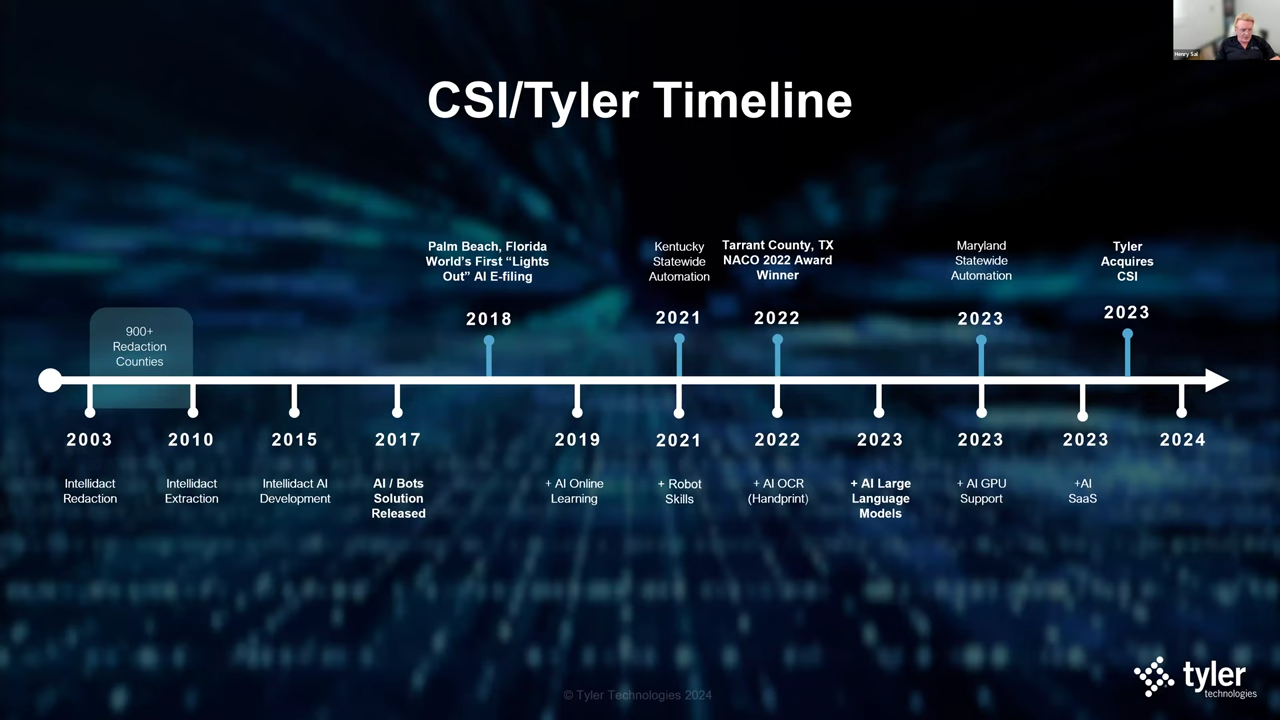 Henry Sal
CSI/Tyler Timeline
Palm Beach, Florida
World's First “Lights
Out” AI E-filing
2018
Kentucky
Statewide
Automation
2021
Tarrant County, TX
NACO 2022 Award
Winner
2022
Maryland
Statewide
Automation
2023
Tyler
Acquires
CSI
2023
900+
Redaction
Counties
2003
Intellidact
Redaction
2010
Intellidact
Extraction
2015
Intellidact AI
Development
2017
AI / Bots
Solution
Released
2019
+ AI Online
Learning
2021
+ Robot
Skills
2022
+ AI OCR
(Handprint)
2023
+ AI Large
Language
Models
2023
+ AI GPU
Support
2023
+AI
SaaS
2024
© Tyler Technologies 2024
tyler
technologies